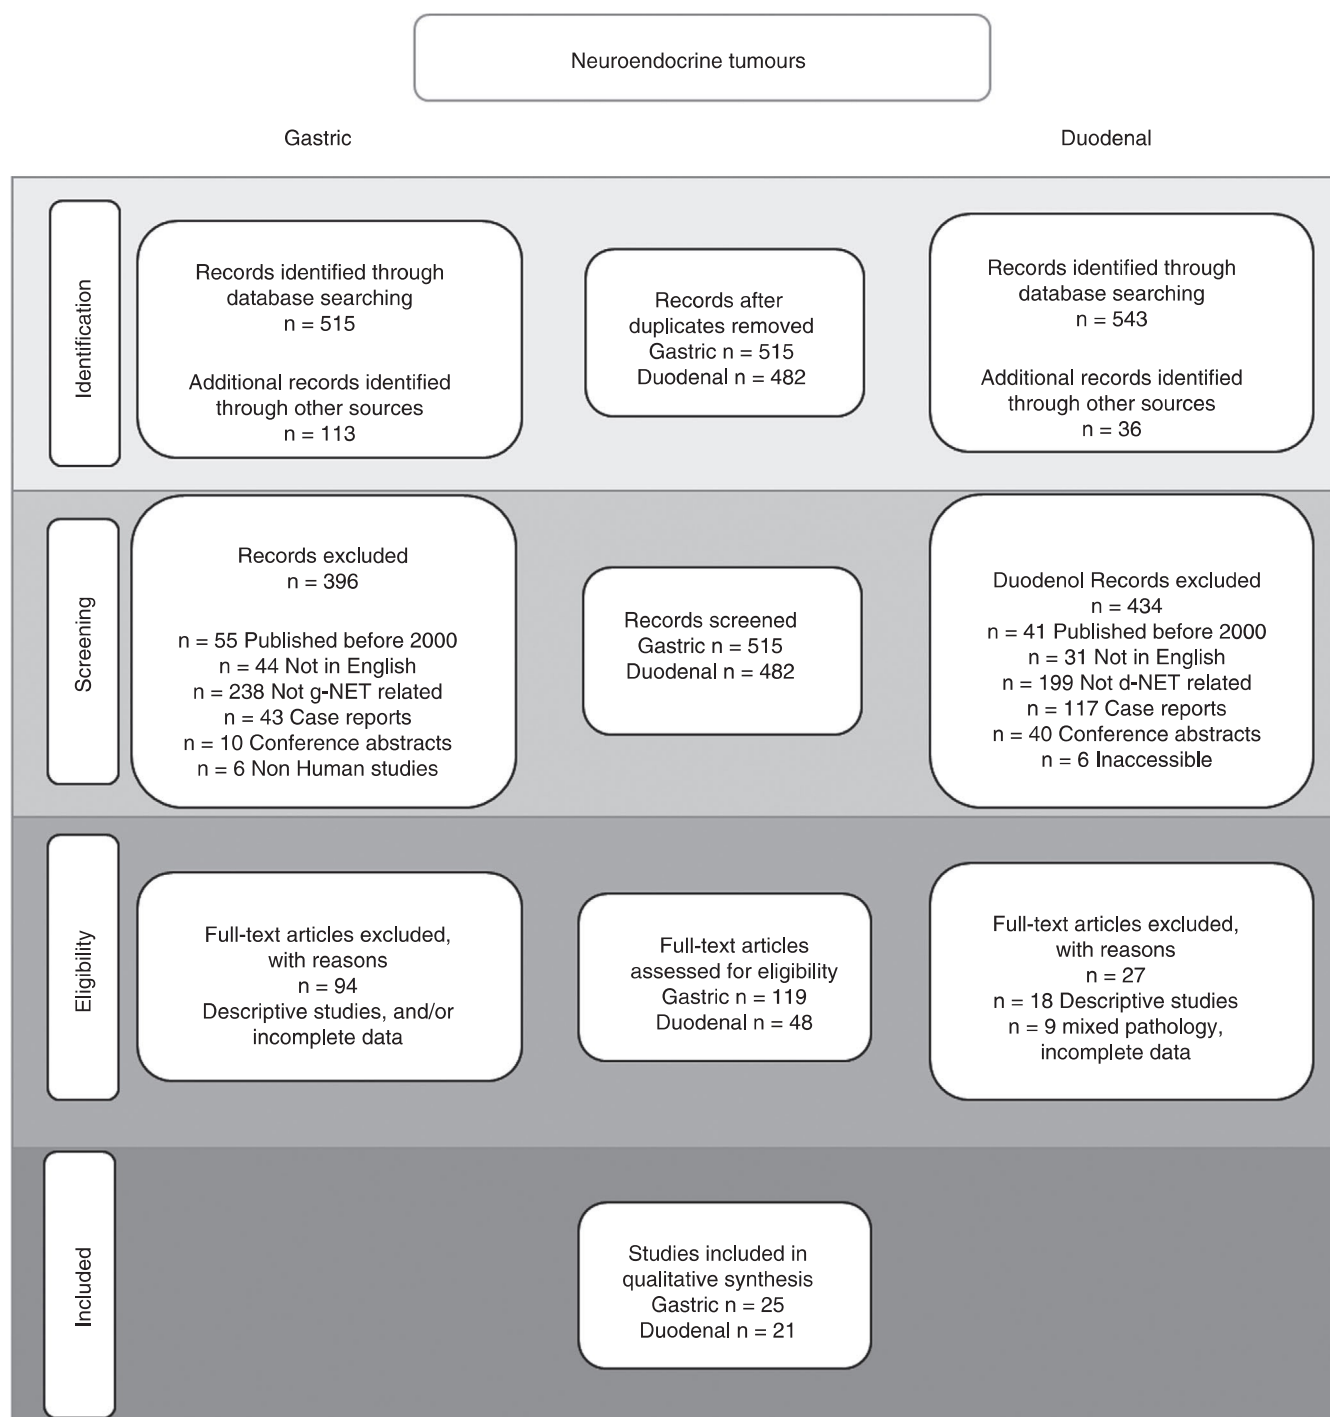 Neuroendocrine tumours
Gastric
Duodenal
Identification
Records identified through
database searching
n = 515
Additional records identified
through other sources
n = 113
Records after
duplicates removed
Gastric n = 515
Duodenal n = 482
Records identified through
database searching
n = 543
Additional records identified
through other sources
n = 36
Screening
Records excluded
n = 396
n = 55 Published before 2000
n = 44 Not in English
n = 238 Not g-NET related
n = 43 Case reports
n = 10 Conference abstracts
n = 6 Non Human studies
Records screened
Gastric n = 515
Duodenal n = 482
Duodenol Records excluded
n = 434
n = 41 Published before 2000
n = 31 Not in English
n = 199 Not d-NET related
n = 117 Case reports
n = 40 Conference abstracts
n = 6 Inaccessible
Eligibility
Full-text articles excluded,
with reasons
n = 94
Descriptive studies, and/or
incomplete data
Full-text articles
assessed for eligibility
Gastric n = 119
Duodenal n = 48
Full-text articles excluded,
with reasons
n = 27
n = 18 Descriptive studies
n = 9 mixed pathology,
incomplete data
Included
Studies included in
qualitative synthesis
Gastric n = 25
Duodenal n = 21